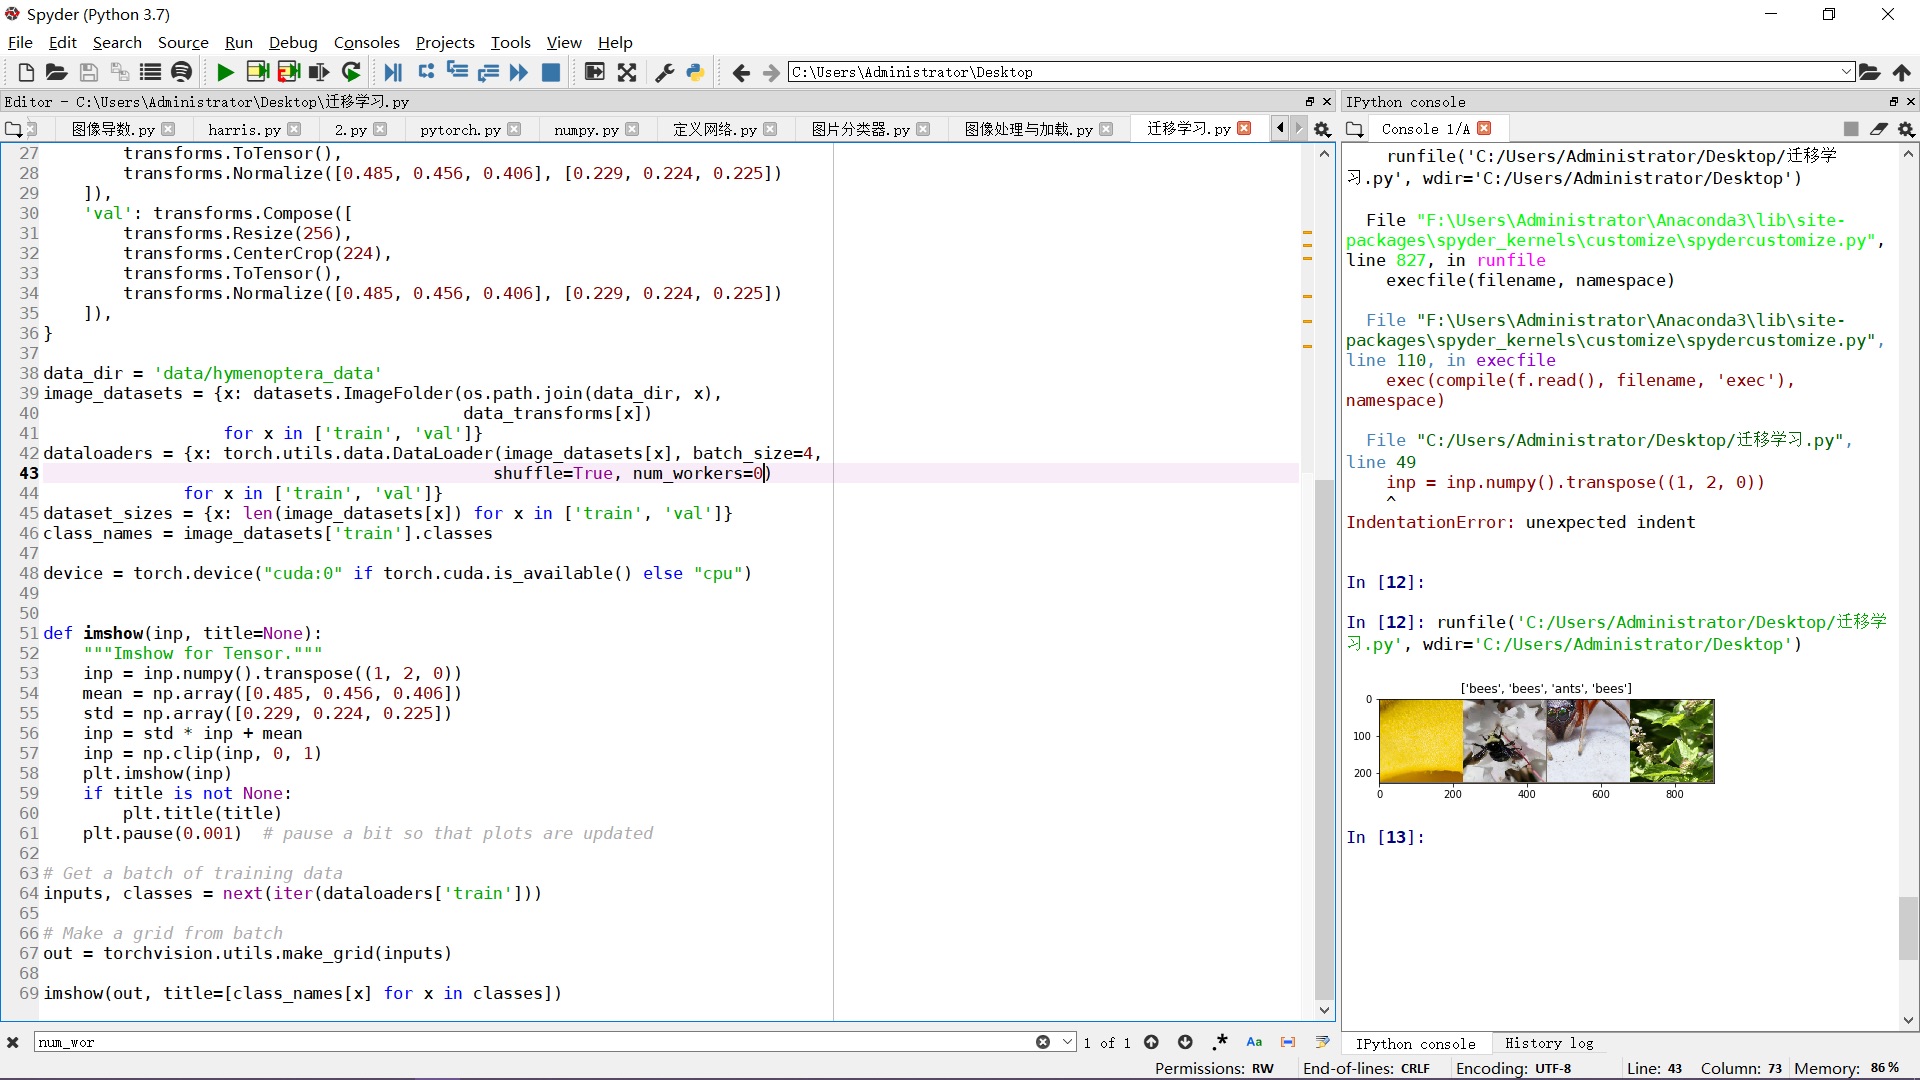 Spyder (Python 3.7)
File Edit Search Source Run Debug Consoles Projects Tools View Help
C:\Users\Administrator\Desktop
Editor - C:\Users\Administrator\Desktop\迁移学习.py
图像导数.py harris.py 2.py pytorch.py numpy.py 定义网络.py 图片分类器.py 图像处理与加载.py 迁移学习.py
27 transforms.ToTensor(),
28 transforms.Normalize([0.485, 0.456, 0.406], [0.229, 0.224, 0.225])
29 ]),
30 'val': transforms.Compose([
31 transforms.Resize(256),
32 transforms.CenterCrop(224),
33 transforms.ToTensor(),
34 transforms.Normalize([0.485, 0.456, 0.406], [0.229, 0.224, 0.225])
35 ]),
36 }
37
38 data_dir = 'data/hymenoptera_data'
39 image_datasets = {x: datasets.ImageFolder(os.path.join(data_dir, x),
40 data_transforms[x])
41 for x in ['train', 'val']}
42 dataloaders = {x: torch.utils.data.DataLoader(image_datasets[x], batch_size=4,
43 shuffle=True, num_workers=0)
44 for x in ['train', 'val']}
45 dataset_sizes = {x: len(image_datasets[x]) for x in ['train', 'val']}
46 class_names = image_datasets['train'].classes
47
48 device = torch.device("cuda:0" if torch.cuda.is_available() else "cpu")
49
50
51 def imshow(inp, title=None):
52 """Imshow for Tensor."""
53 inp = inp.numpy().transpose((1, 2, 0))
54 mean = np.array([0.485, 0.456, 0.406])
55 std = np.array([0.229, 0.224, 0.225])
56 inp = std * inp + mean
57 inp = np.clip(inp, 0, 1)
58 plt.imshow(inp)
59 if title is not None:
60 plt.title(title)
61 plt.pause(0.001) # pause a bit so that plots are updated
62
63 # Get a batch of training data
64 inputs, classes = next(iter(dataloaders['train']))
65
66 # Make a grid from batch
67 out = torchvision.utils.make_grid(inputs)
68
69 imshow(out, title=[class_names[x] for x in classes])
num_wor
1 of 1
.* Aa
IPython console
Console 1/A
runfile('C:/Users/Administrator/Desktop/迁移学
习.py', wdir='C:/Users/Administrator/Desktop')
File "F:\Users\Administrator\Anaconda3\lib\site-
packages\spyder_kernels\customize\spydercustomize.py",
line 827, in runfile
execfile(filename, namespace)
File "F:\Users\Administrator\Anaconda3\lib\site-
packages\spyder_kernels\customize\spydercustomize.py",
line 110, in execfile
exec(compile(f.read(), filename, 'exec'),
namespace)
File "C:/Users/Administrator/Desktop/迁移学习.py",
line 49
inp = inp.numpy().transpose((1, 2, 0))
^
IndentationError: unexpected indent
In [12]:
In [12]: runfile('C:/Users/Administrator/Desktop/迁移学
习.py', wdir='C:/Users/Administrator/Desktop')
['bees', 'bees', 'ants', 'bees']
0
100
200
0 200 400 600 800
In [13]:
IPython console History log
Permissions: RW End-of-lines: CRLF Encoding: UTF-8 Line: 43 Column: 73 Memory: 86 %